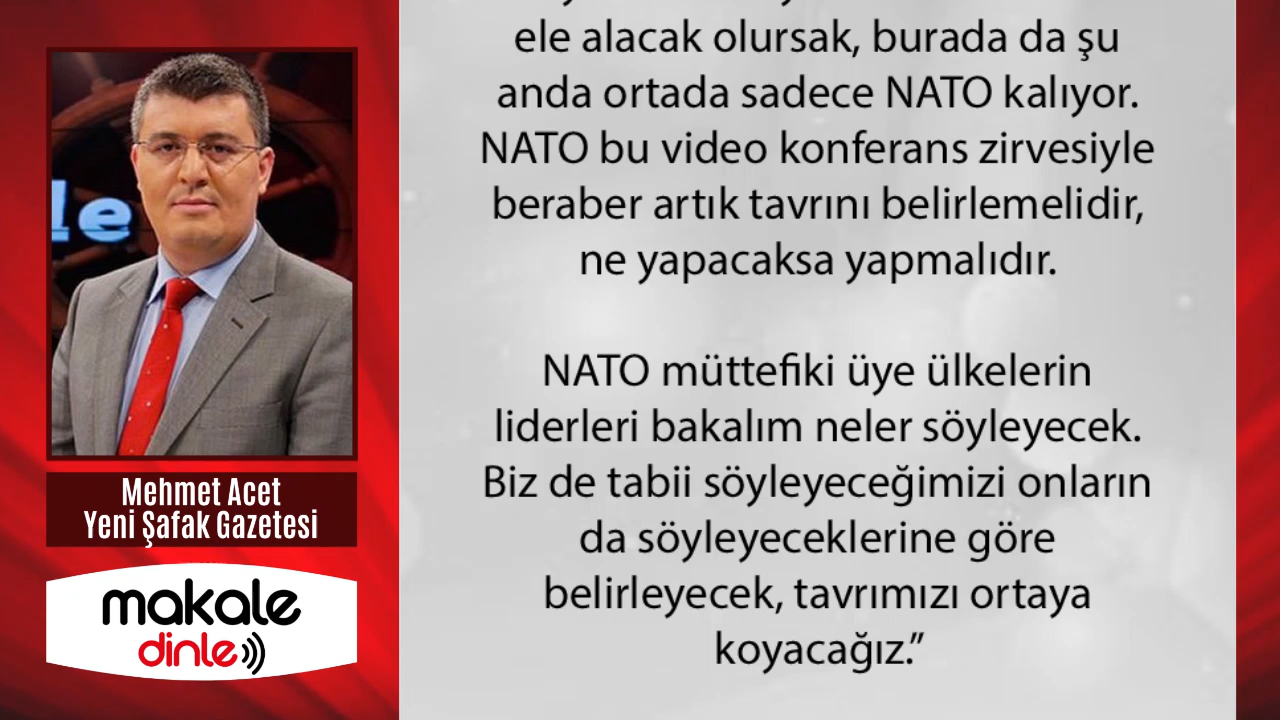 ele alacak olursak, burada da şu
anda ortada sadece NATO kalıyor.
NATO bu video konferans zirvesiyle
beraber artık tavrını belirlemelidir,
ne yapacaksa yapmalıdır.
NATO müttefiki üye ülkelerin
liderleri bakalım neler söyleyecek.
Biz de tabii söyleyeceğimizi onların
da söyleyeceklerine göre
belirleyecek, tavrımızı ortaya
koyacağız.”
le
Mehmet Acet
Yeni Şafak Gazetesi
makale
dinle